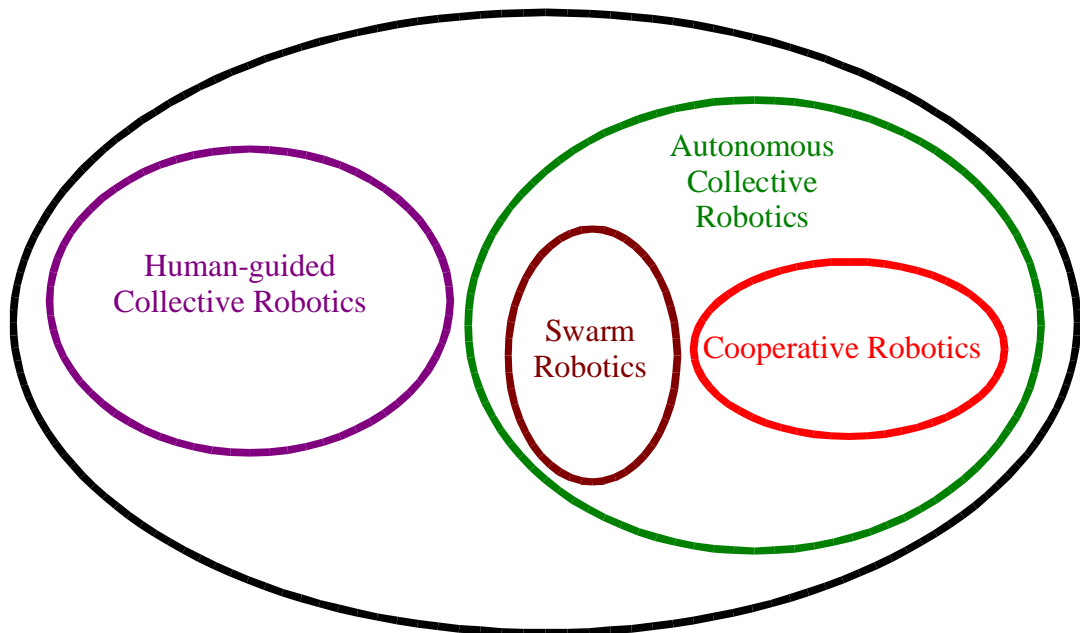 Autonomous
Collective
Robotics
Human-guided
Collective Robotics
Swarm
Robotics
Cooperative Robotics